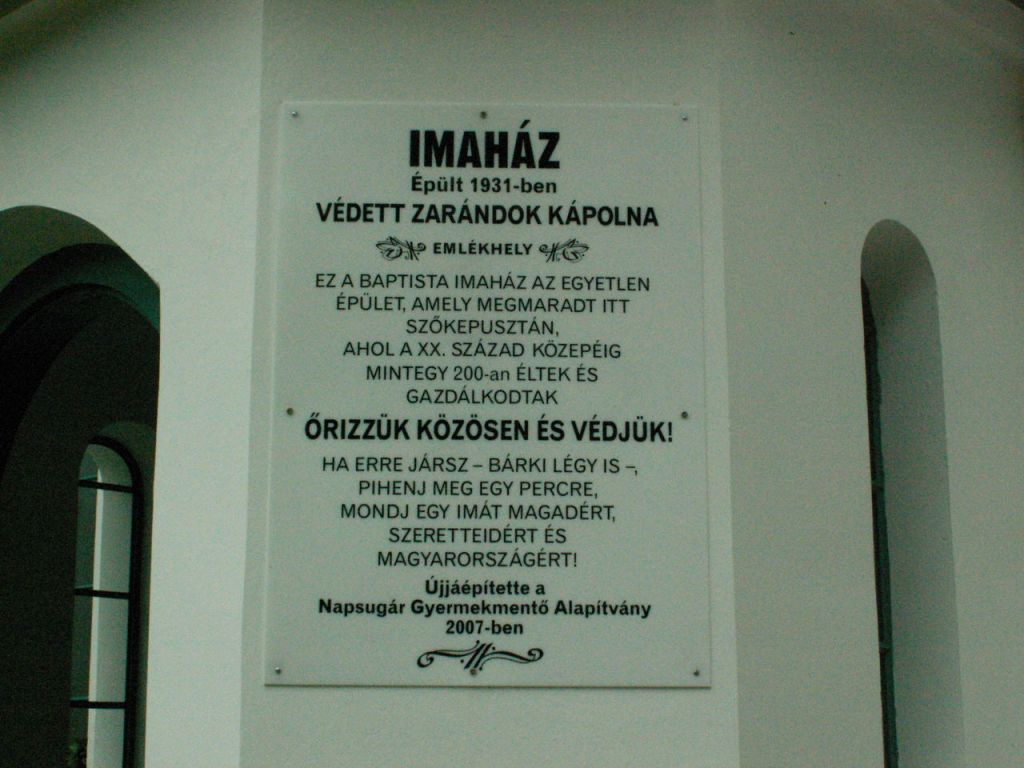 IMAHÁZ
Épült 1931-ben
VÉDETT ZARÁNDOK KÁPOLNA
EMLÉKHELY
EZ A BAPTISTA IMAHÁZ AZ EGYETLEN
ÉPÜLET, AMELY MEGMARADT ITT
SZŐKEPUSZTÁN,
AHOL A XX. SZÁZAD KÖZEPÉIG
MINTEGY 200-an ÉLTEK ÉS
GAZDÁLKODTAK
ŐRIZZÜK KÖZÖSEN ÉS VÉDJÜK!
HA ERRE JÁRSZ – BÁRKI LÉGY IS –,
PIHENJ MEG EGY PERCRE,
MONDJ EGY IMÁT MAGADÉRT,
SZERETTEIDÉRT ÉS
MAGYARORSZÁGÉRT!
Újjáépítette a
Napsugár Gyermekmentő Alapítvány
2007-ben